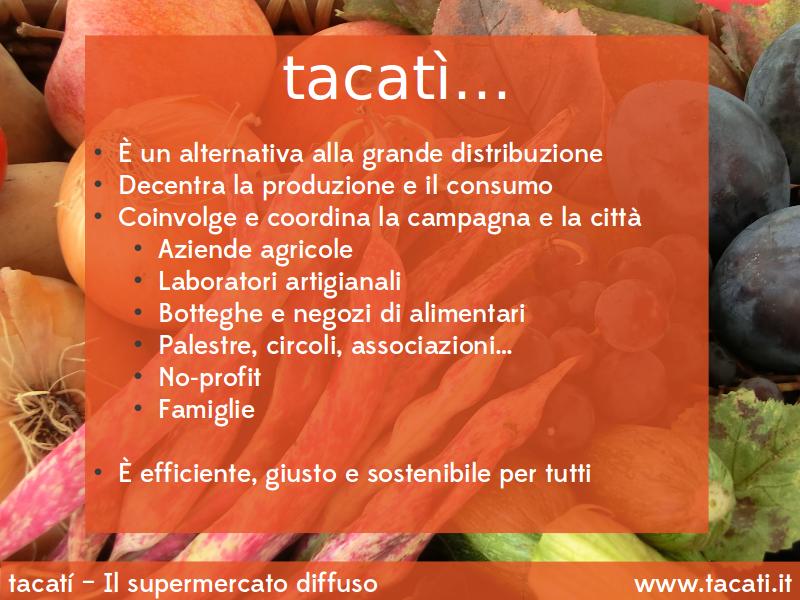 tacatì...
• È un alternativa alla grande distribuzione
• Decentra la produzione e il consumo
• Coinvolge e coordina la campagna e la città
• Aziende agricole
• Laboratori artigianali
• Botteghe e negozi di alimentari
• Palestre, circoli, associazioni...
• No-profit
• Famiglie
• È efficiente, giusto e sostenibile per tutti
tacatí – Il supermercato diffuso
www.tacati.it